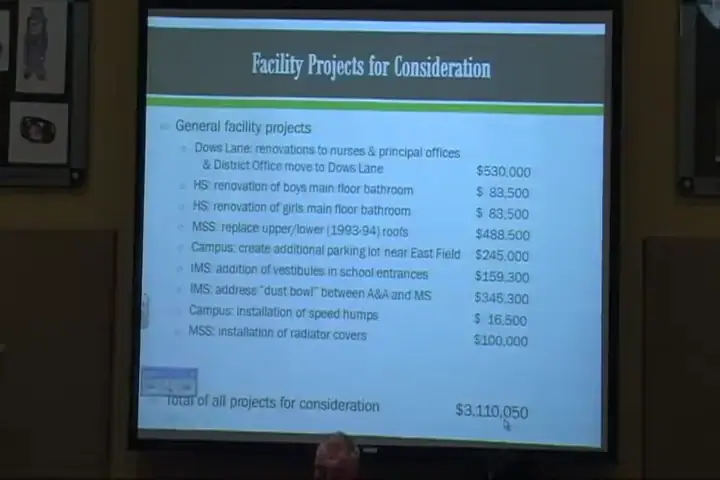 Facility Projects for Consideration
General facility projects
Dows Lane: renovations to nurses & principal offices
& District Office move to Dows Lane $530,000
HS: renovation of boys main floor bathroom $ 83,500
HS: renovation of girls main floor bathroom $ 83,500
MSS: replace upper/lower (1993-94) roofs $488,500
Campus: create additional parking lot near East Field $245,000
IMS: addition of vestibules in school entrances $159,300
IMS: address "dust bowl" between A&A and MS $345,300
Campus: installation of speed humps $ 16,500
MSS: installation of radiator covers $100,000
Total of all projects for consideration $3,110,050